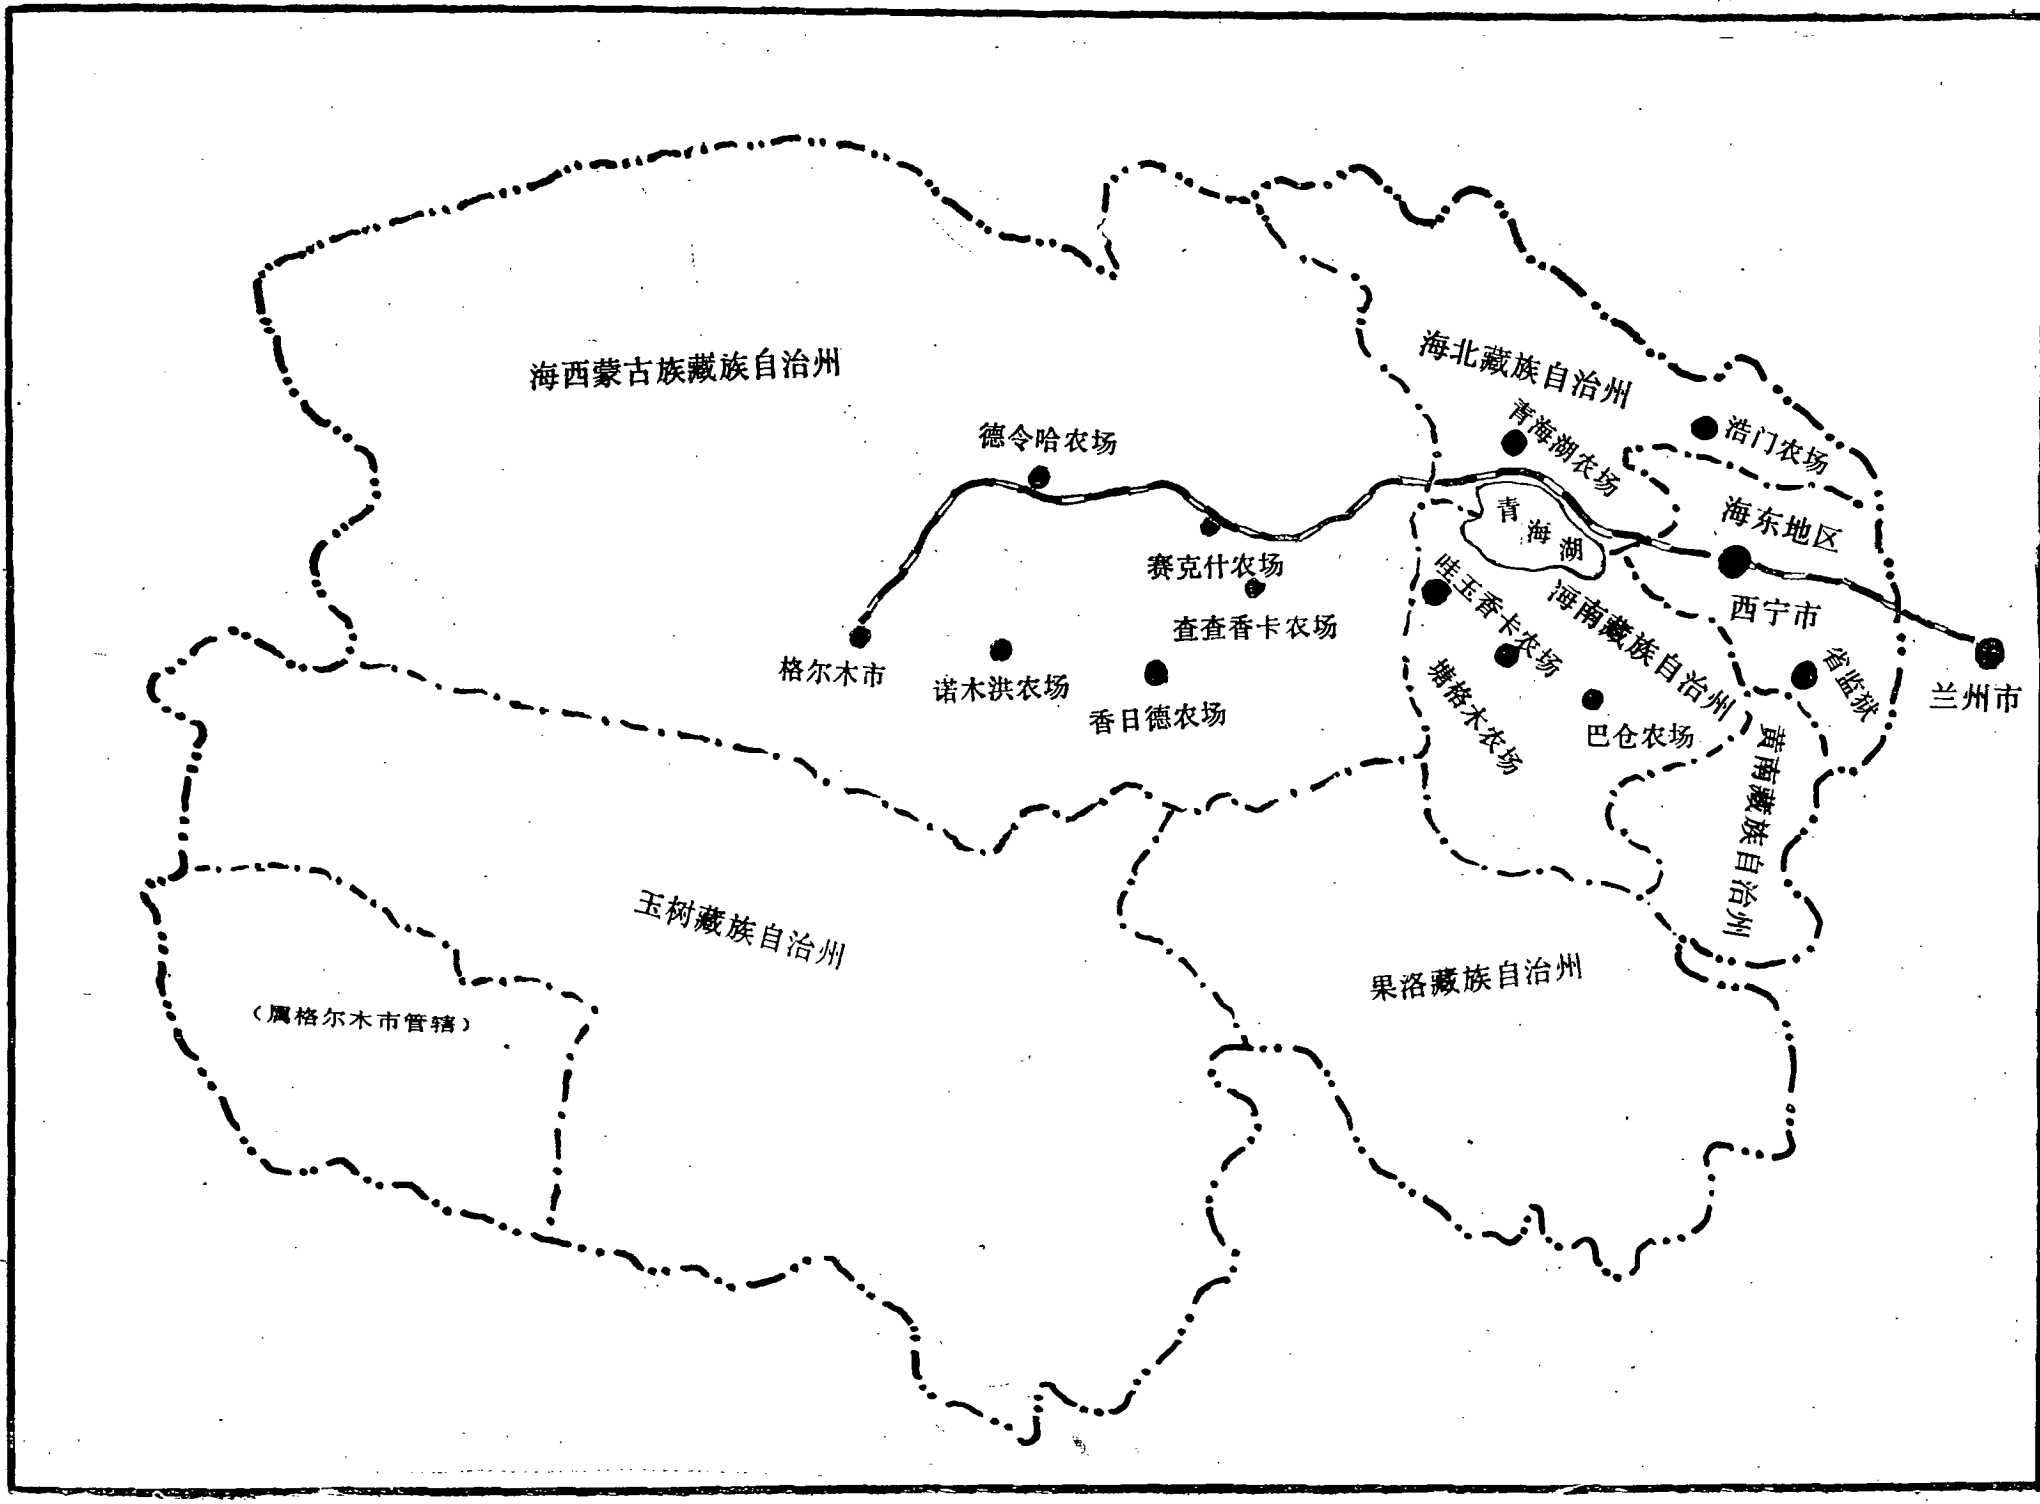 海西蒙古族藏族自治州
海北藏族自治州
德令哈农场
青海湖农场
浩门农场
海东地区
青海湖
赛克什农场
哇玉香卡农场
海南藏族自治州
西宁市
查查香卡农场
格尔木市
诺木洪农场
香日德农场
塘格木农场
巴仓农场
省监狱
兰州市
黄南藏族自治州
玉树藏族自治州
果洛藏族自治州
（属格尔木市管辖）